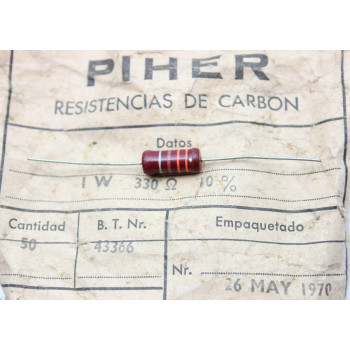 PIHER
RESISTENCIAS DE CARBON
Datos
1 W 330 Ω 10 %
Cantidad B. T. Nr. Empaquetado
50 43366
Nr.
26 MAY 1970